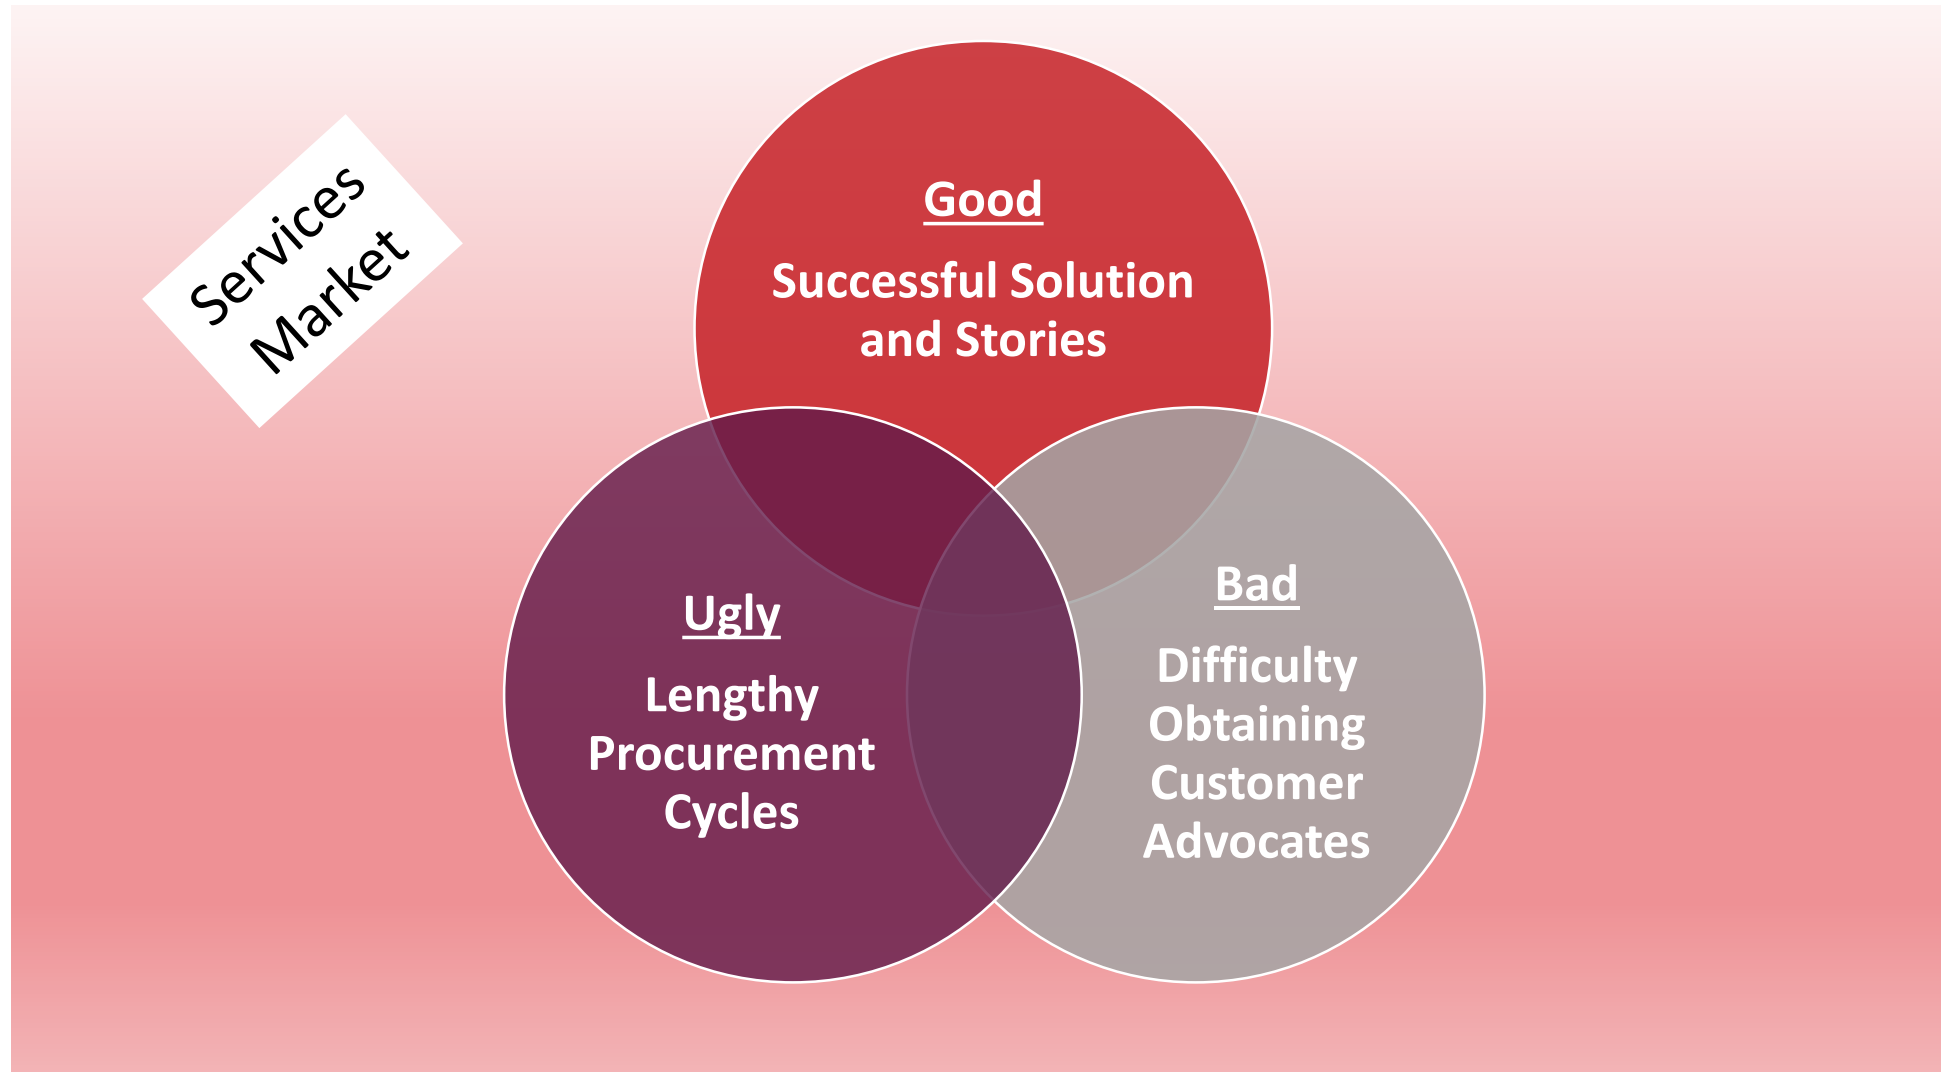 Services
Market
Good
Successful Solution
and Stories
Ugly
Lengthy
Procurement
Cycles
Bad
Difficulty
Obtaining
Customer
Advocates